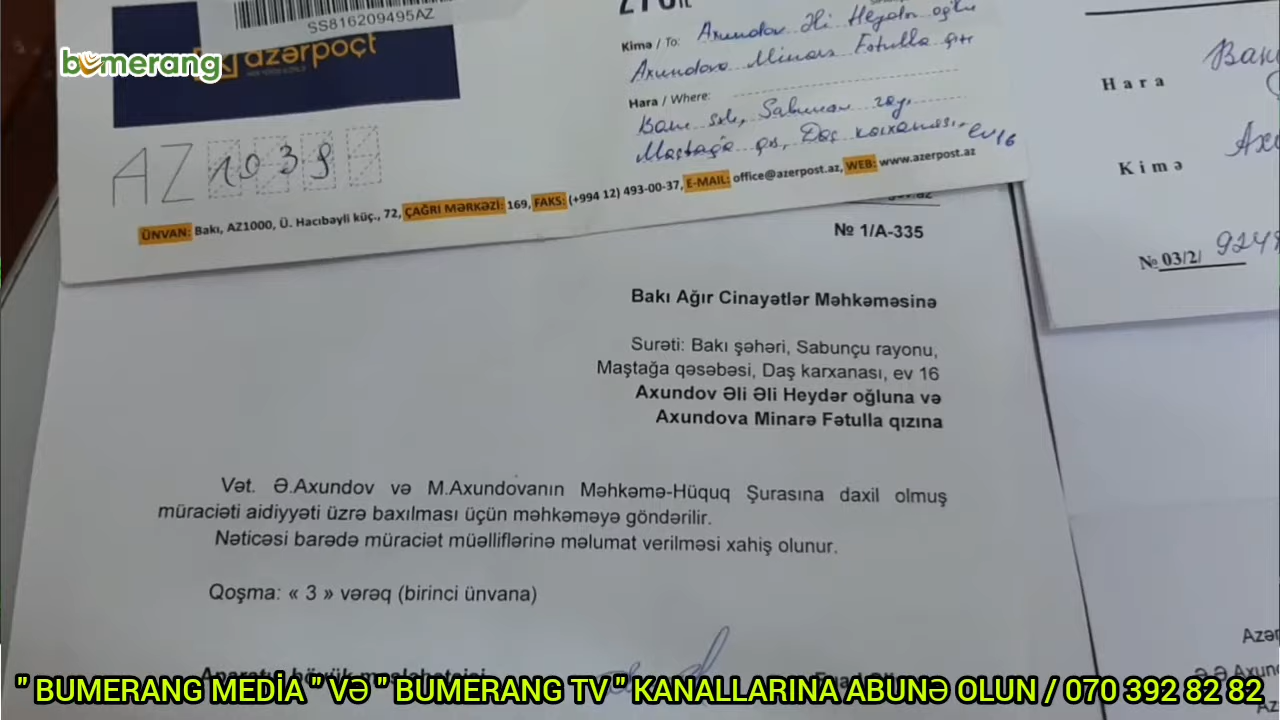 SS816209495AZ
bumerang
azərpoçt
Kimə / To: Axundov Əli Heydər oğlu
Axundova Minarə Fətulla qızı
Hara / Where:
Bakı şəh, Sabunçu ray.
Maştağa qəs, Daş karxanası, ev 16
AZ 1039
ÜNVAN: Bakı, AZ1000, Ü. Hacıbəyli küç., 72, ÇAĞRI MƏRKƏZİ: 169, FAKS: (+994 12) 493-00-37, E-MAIL: office@azerpost.az, WEB: www.azerpost.az
Hara
Kimə
№ 03/2/
№ 1/A-335
Bakı Ağır Cinayətlər Məhkəməsinə
Surəti: Bakı şəhəri, Sabunçu rayonu,
Maştağa qəsəbəsi, Daş karxanası, ev 16
Axundov Əli Əli Heydər oğluna və
Axundova Minarə Fətulla qızına
Vət. Ə.Axundov və M.Axundovanın Məhkəmə-Hüquq Şurasına daxil olmuş
müraciəti aidiyyəti üzrə baxılması üçün məhkəməyə göndərilir.
Nəticəsi barədə müraciət müəlliflərinə məlumat verilməsi xahiş olunur.
Qoşma: « 3 » vərəq (birinci ünvana)
" BUMERANG MEDİA " VƏ " BUMERANG TV " KANALLARINA ABUNƏ OLUN / 070 392 82 82